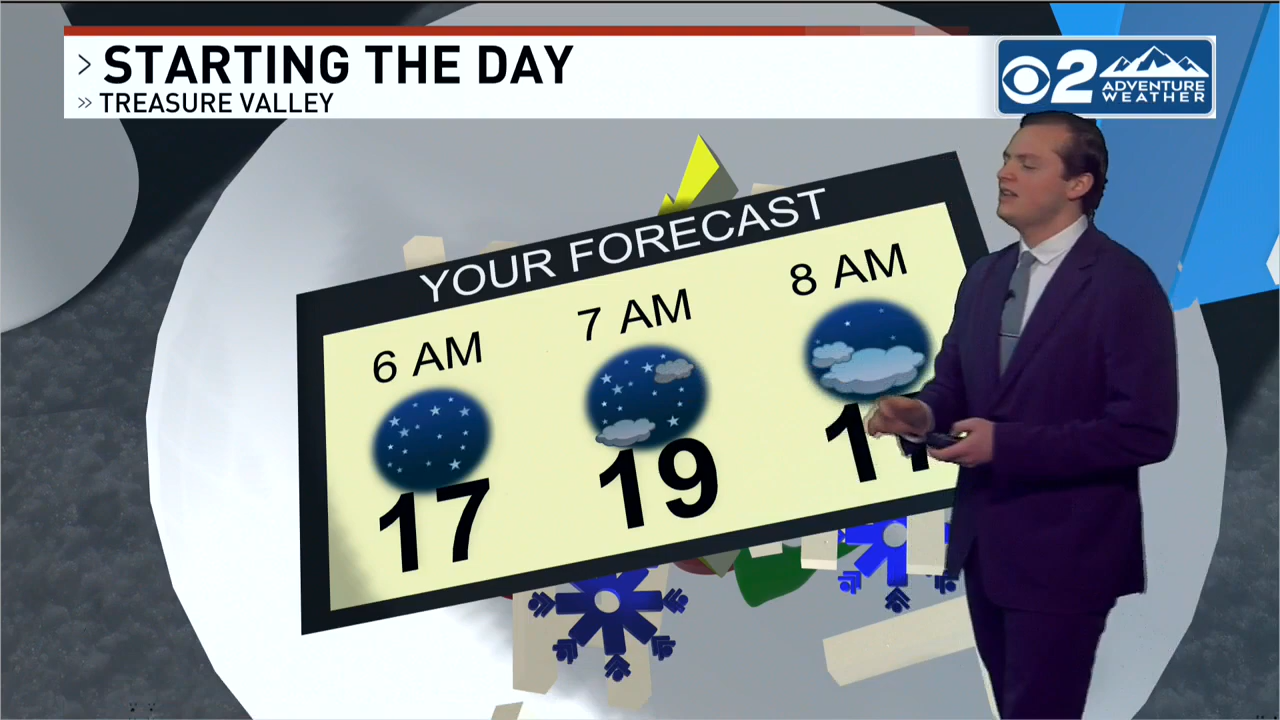 STARTING THE DAY
TREASURE VALLEY
2 ADVENTURE WEATHER
YOUR FORECAST
6 AM
7 AM
8 AM
17
19